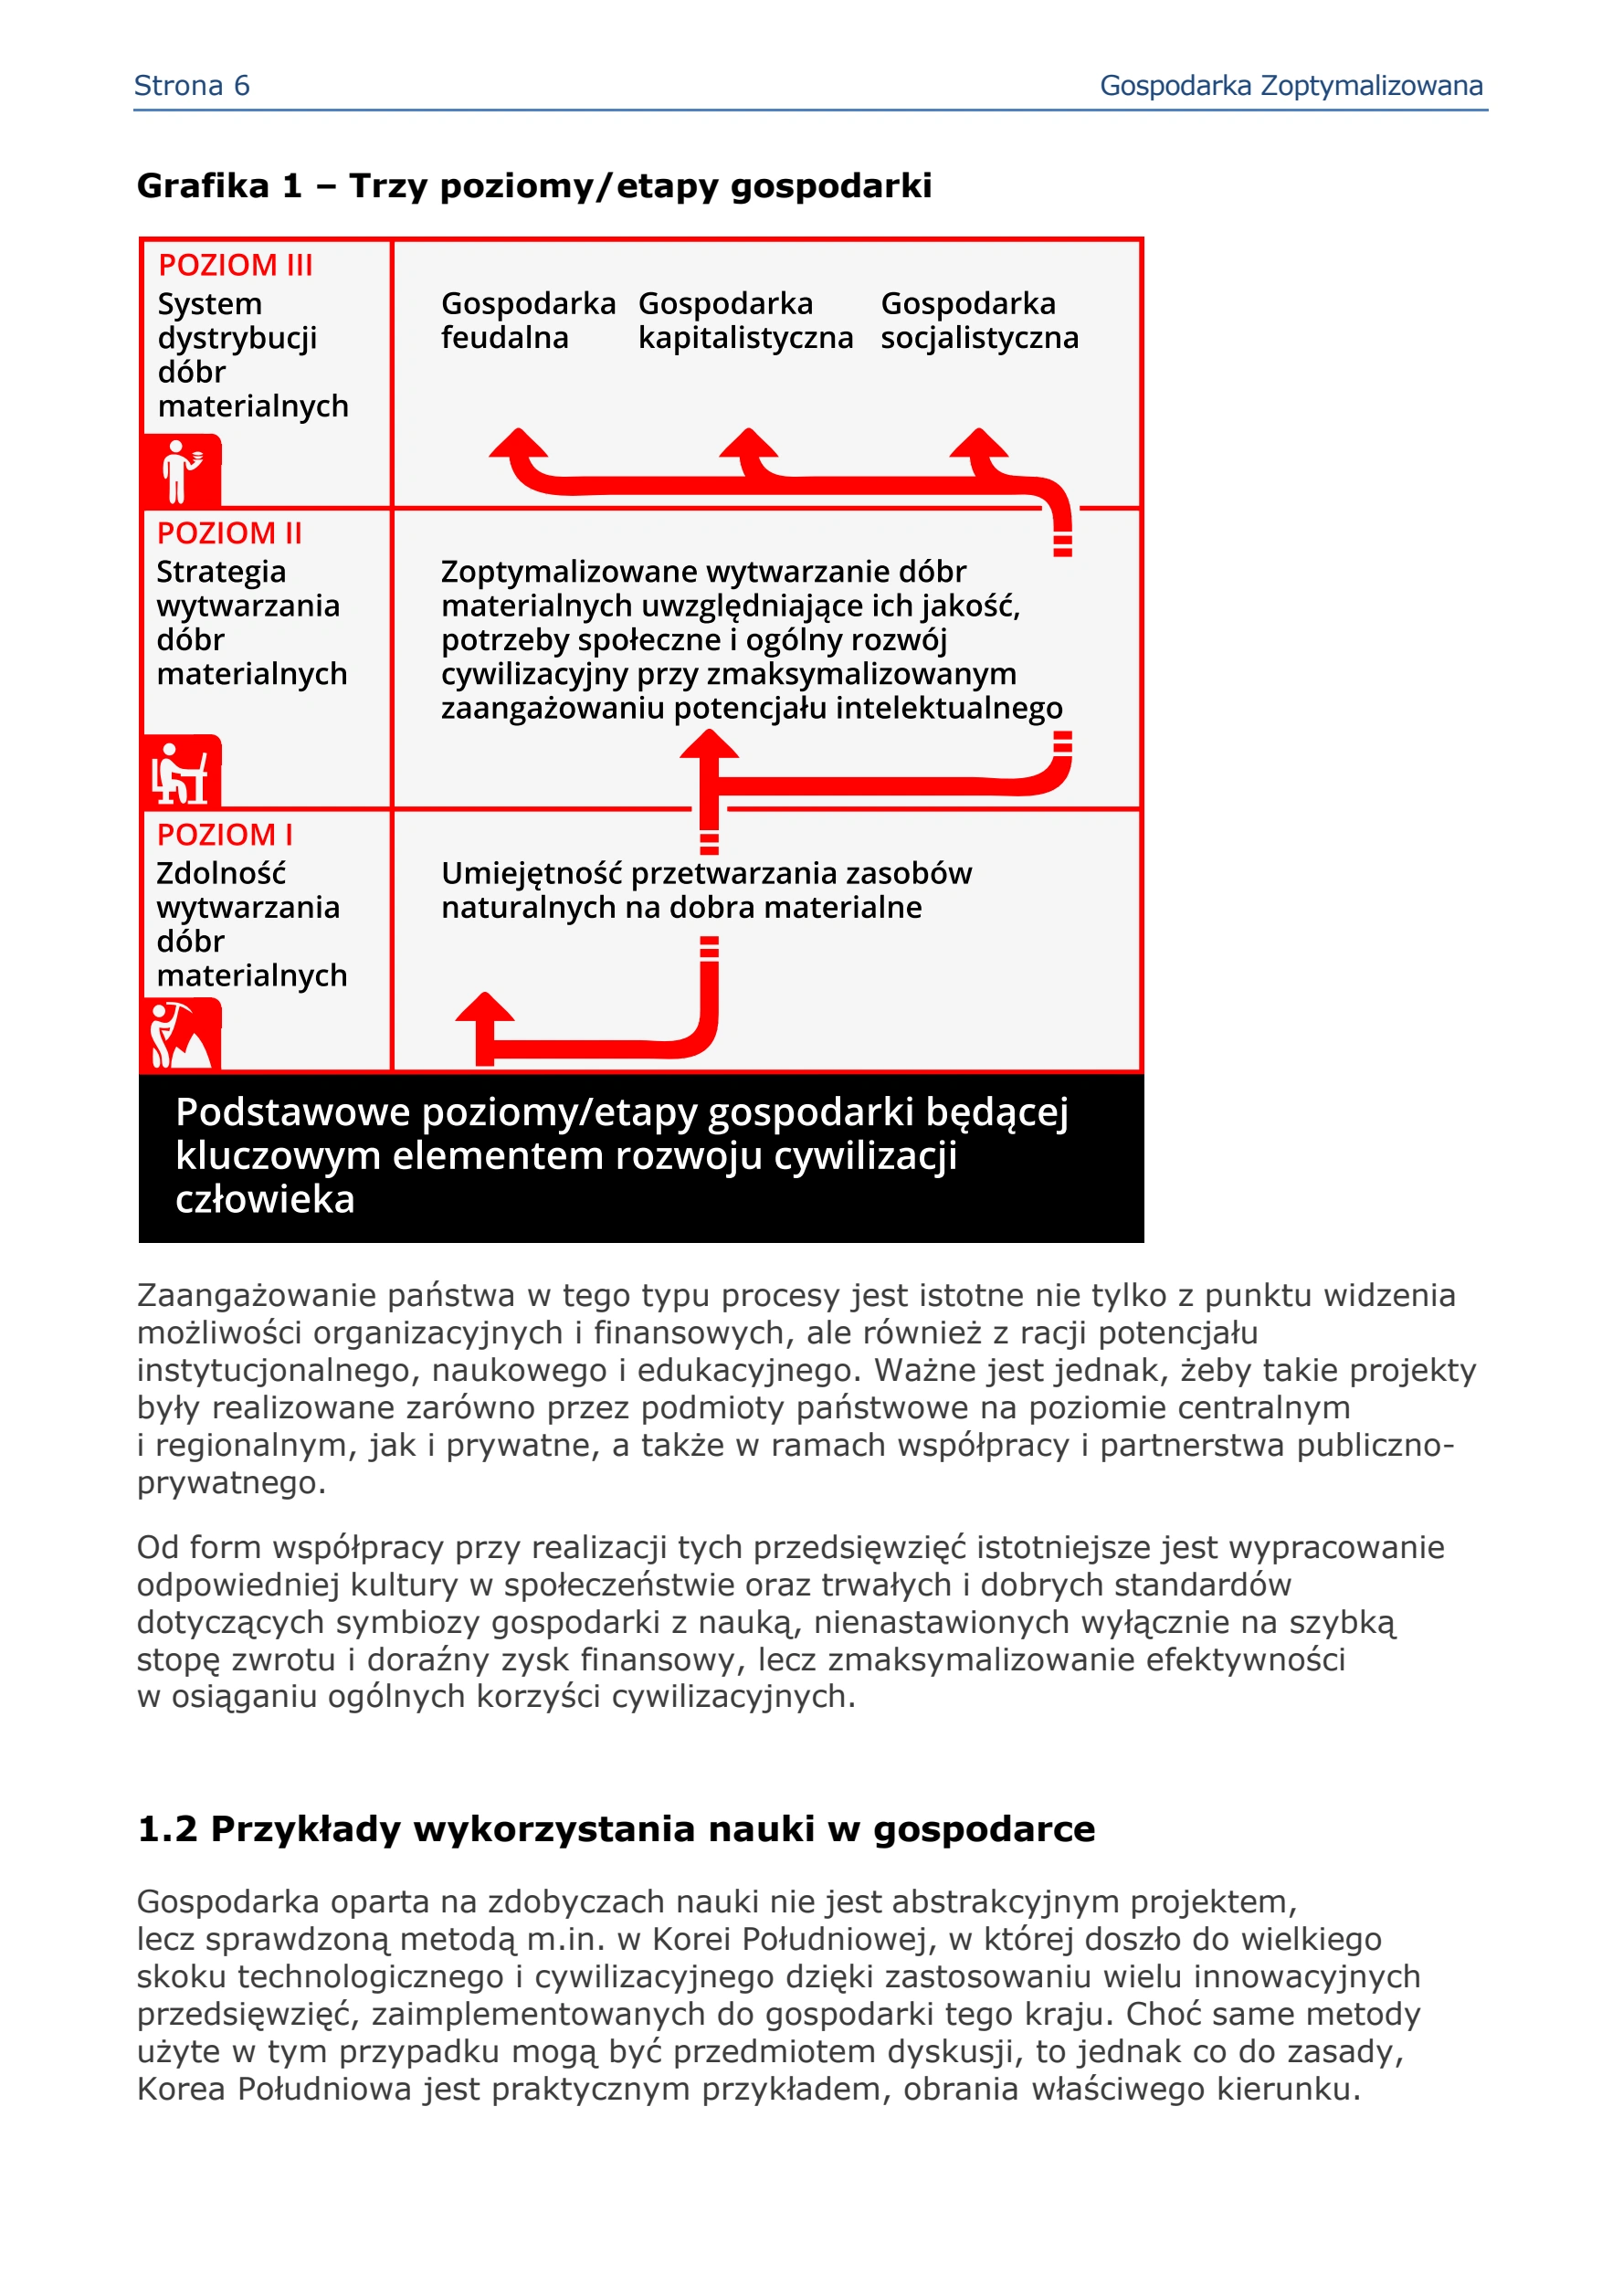 Strona 6
Gospodarka Zoptymalizowana
Grafika 1 – Trzy poziomy/etapy gospodarki
POZIOM III
System
dystrybucji
dóbr
materialnych
Gospodarka
feudalna
Gospodarka
kapitalistyczna
Gospodarka
socjalistyczna
POZIOM II
Strategia
wytwarzania
dóbr
materialnych
Zoptymalizowane wytwarzanie dóbr
materialnych uwzględniające ich jakość,
potrzeby społeczne i ogólny rozwój
cywilizacyjny przy zmaksymalizowanym
zaangażowaniu potencjału intelektualnego
POZIOM I
Zdolność
wytwarzania
dóbr
materialnych
Umiejętność przetwarzania zasobów
naturalnych na dobra materialne
Podstawowe poziomy/etapy gospodarki będącej
kluczowym elementem rozwoju cywilizacji
człowieka
Zaangażowanie państwa w tego typu procesy jest istotne nie tylko z punktu widzenia
możliwości organizacyjnych i finansowych, ale również z racji potencjału
instytucjonalnego, naukowego i edukacyjnego. Ważne jest jednak, żeby takie projekty
były realizowane zarówno przez podmioty państwowe na poziomie centralnym
i regionalnym, jak i prywatne, a także w ramach współpracy i partnerstwa publiczno-
prywatnego.
Od form współpracy przy realizacji tych przedsięwzięć istotniejsze jest wypracowanie
odpowiedniej kultury w społeczeństwie oraz trwałych i dobrych standardów
dotyczących symbiozy gospodarki z nauką, nienastawionych wyłącznie na szybką
stopę zwrotu i doraźny zysk finansowy, lecz zmaksymalizowanie efektywności
w osiąganiu ogólnych korzyści cywilizacyjnych.
1.2 Przykłady wykorzystania nauki w gospodarce
Gospodarka oparta na zdobyczach nauki nie jest abstrakcyjnym projektem,
lecz sprawdzoną metodą m.in. w Korei Południowej, w której doszło do wielkiego
skoku technologicznego i cywilizacyjnego dzięki zastosowaniu wielu innowacyjnych
przedsięwzięć, zaimplementowanych do gospodarki tego kraju. Choć same metody
użyte w tym przypadku mogą być przedmiotem dyskusji, to jednak co do zasady,
Korea Południowa jest praktycznym przykładem, obrania właściwego kierunku.